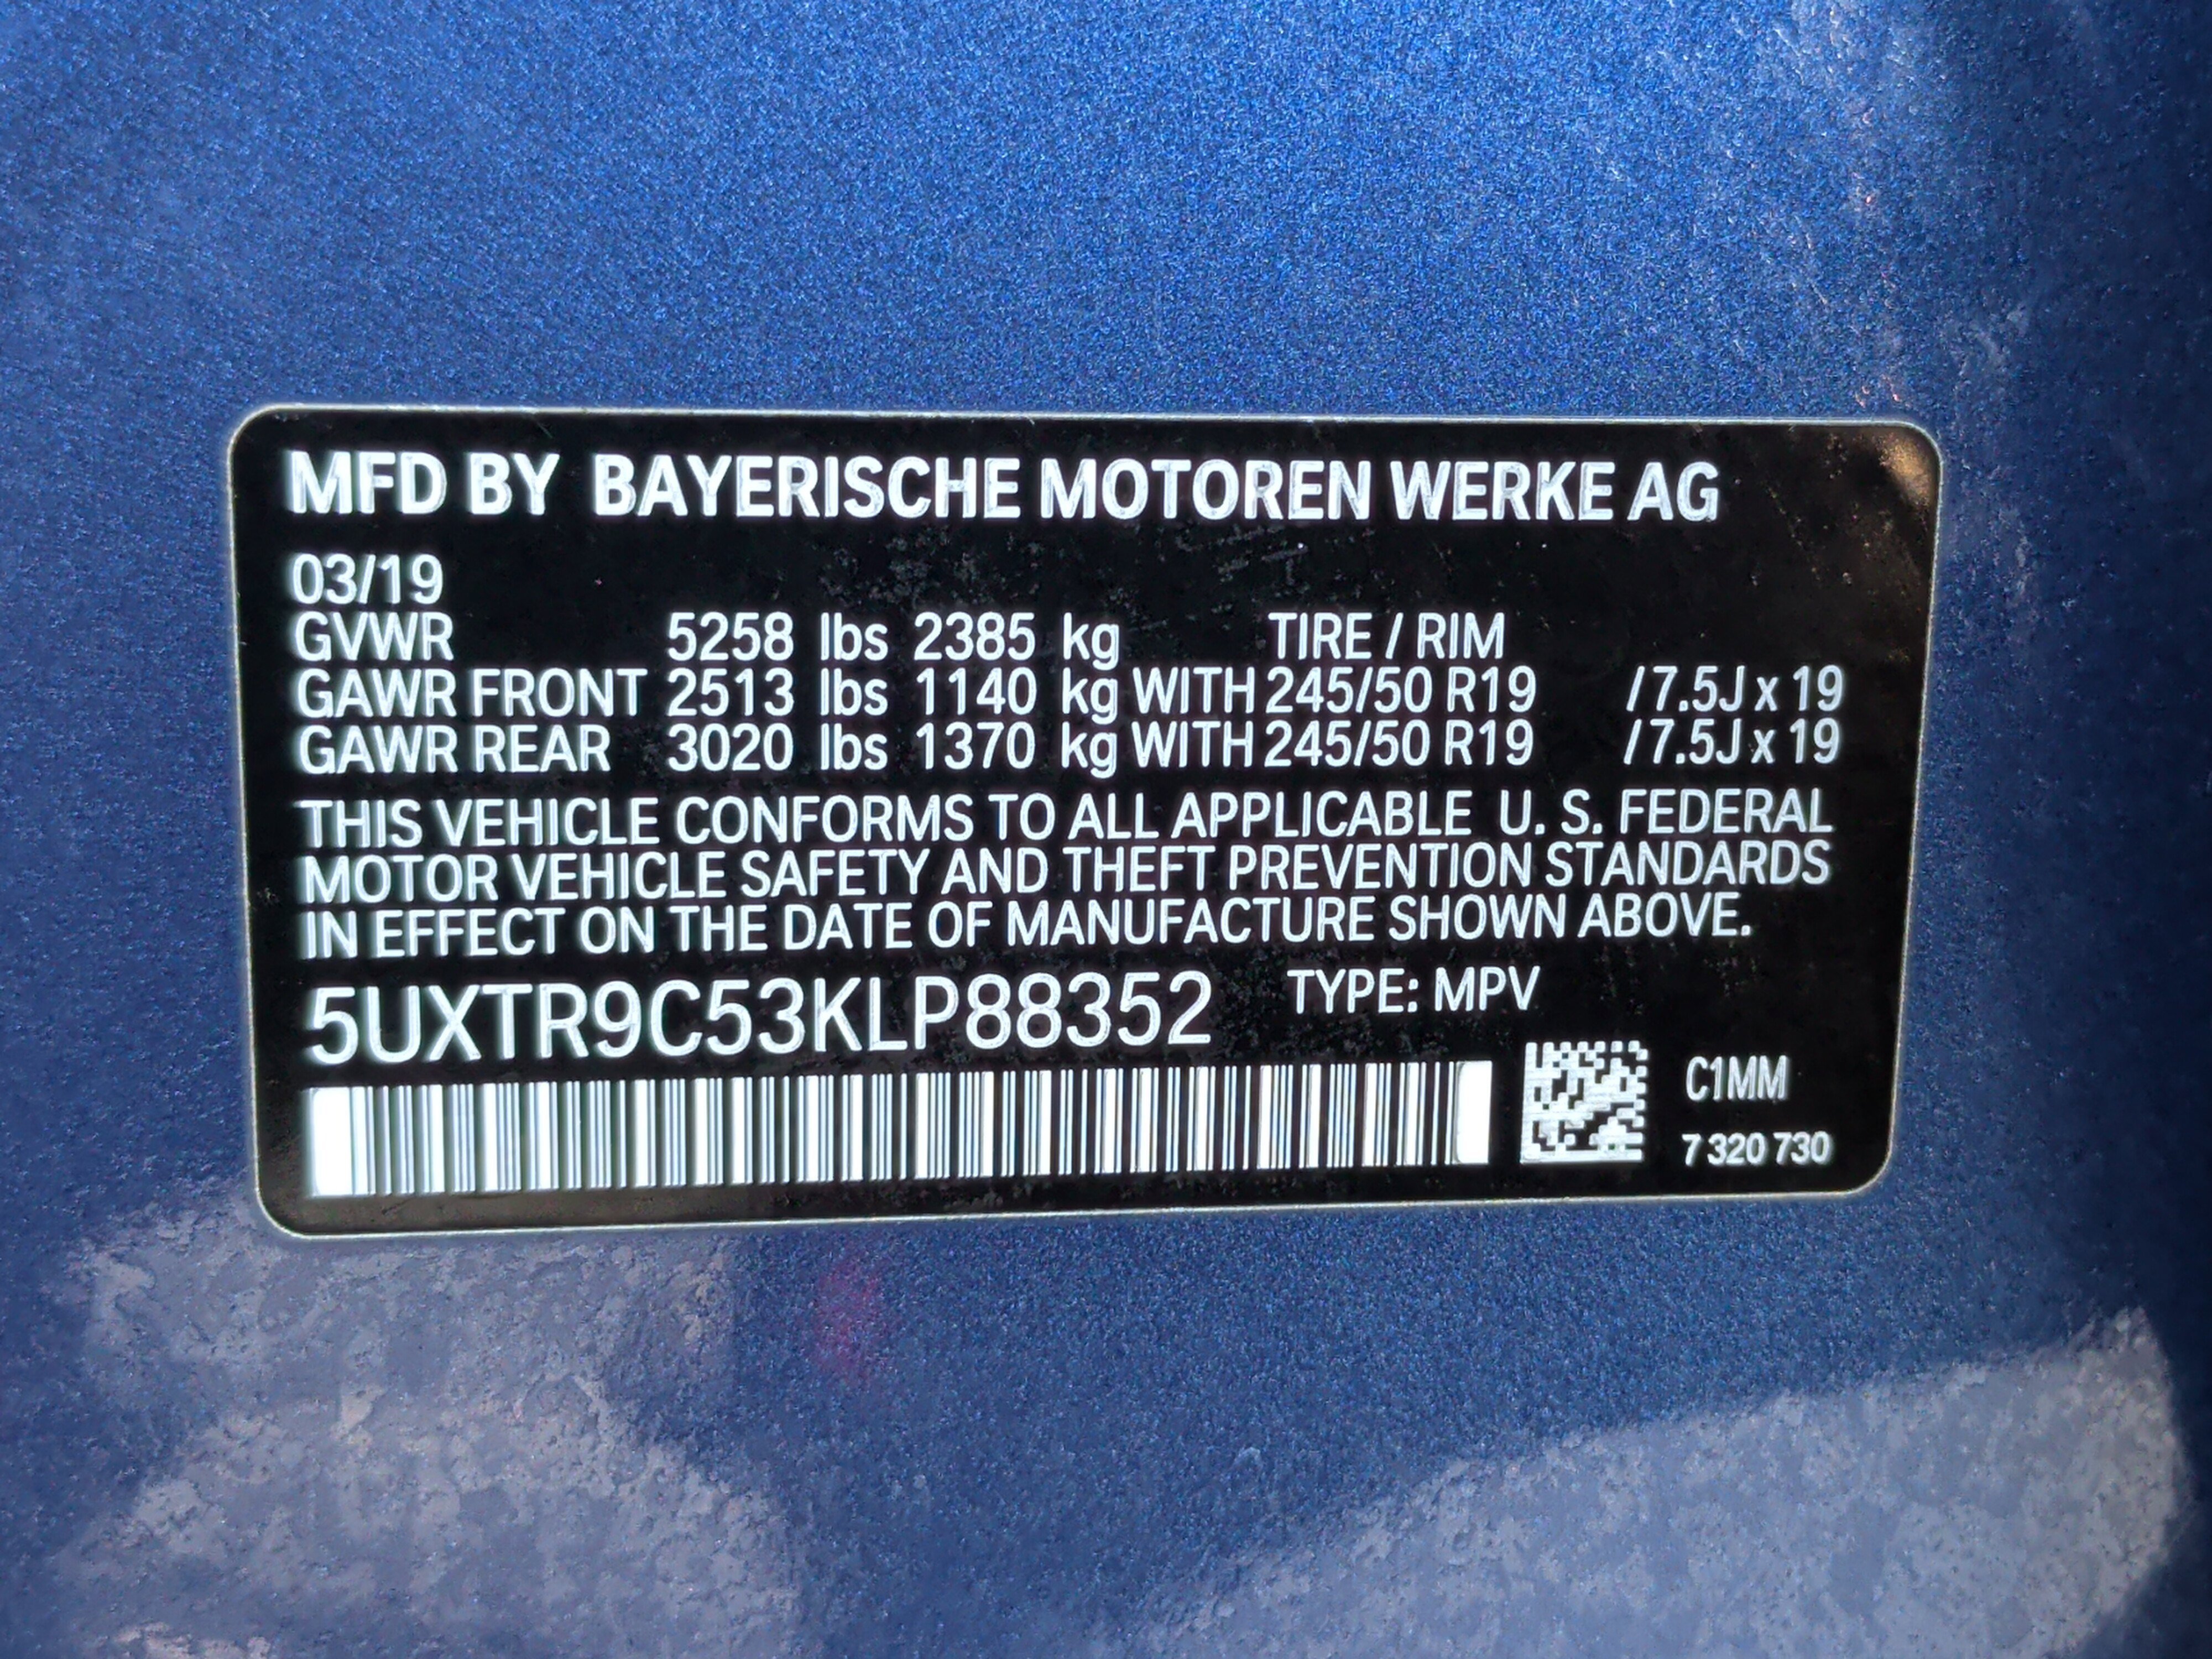 MFD BY BAYERISCHE MOTOREN WERKE AG
03/19
GVWR 5258 lbs 2385 kg TIRE / RIM
GAWR FRONT 2513 lbs 1140 kg WITH 245/50 R19 / 7.5J x 19
GAWR REAR 3020 lbs 1370 kg WITH 245/50 R19 / 7.5J x 19
THIS VEHICLE CONFORMS TO ALL APPLICABLE U. S. FEDERAL
MOTOR VEHICLE SAFETY AND THEFT PREVENTION STANDARDS
IN EFFECT ON THE DATE OF MANUFACTURE SHOWN ABOVE.
5UXTR9C53KLP88352 TYPE: MPV
C1MM
7 320 730